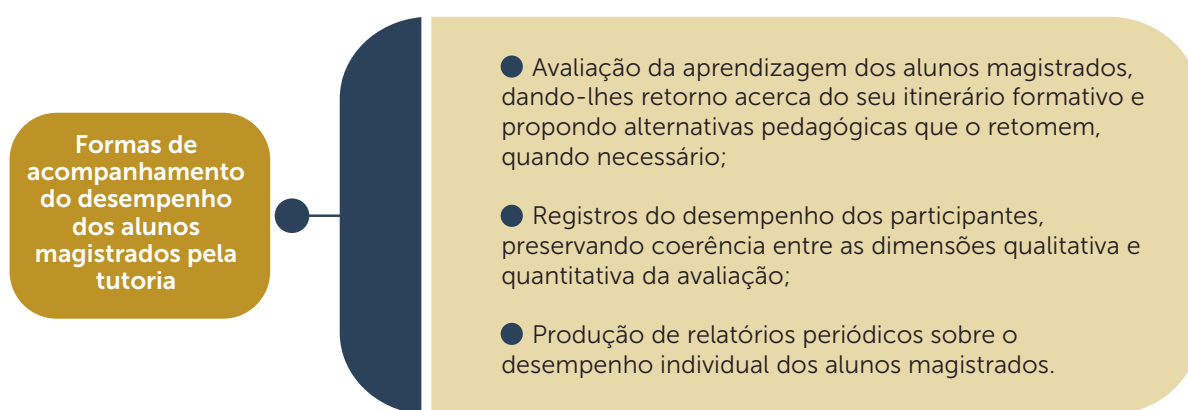 Formas de
acompanhamento
do desempenho
dos alunos
magistrados pela
tutoria
● Avaliação da aprendizagem dos alunos magistrados,
dando-lhes retorno acerca do seu itinerário formativo e
propondo alternativas pedagógicas que o retomem,
quando necessário;
● Registros do desempenho dos participantes,
preservando coerência entre as dimensões qualitativa e
quantitativa da avaliação;
● Produção de relatórios periódicos sobre o
desempenho individual dos alunos magistrados.